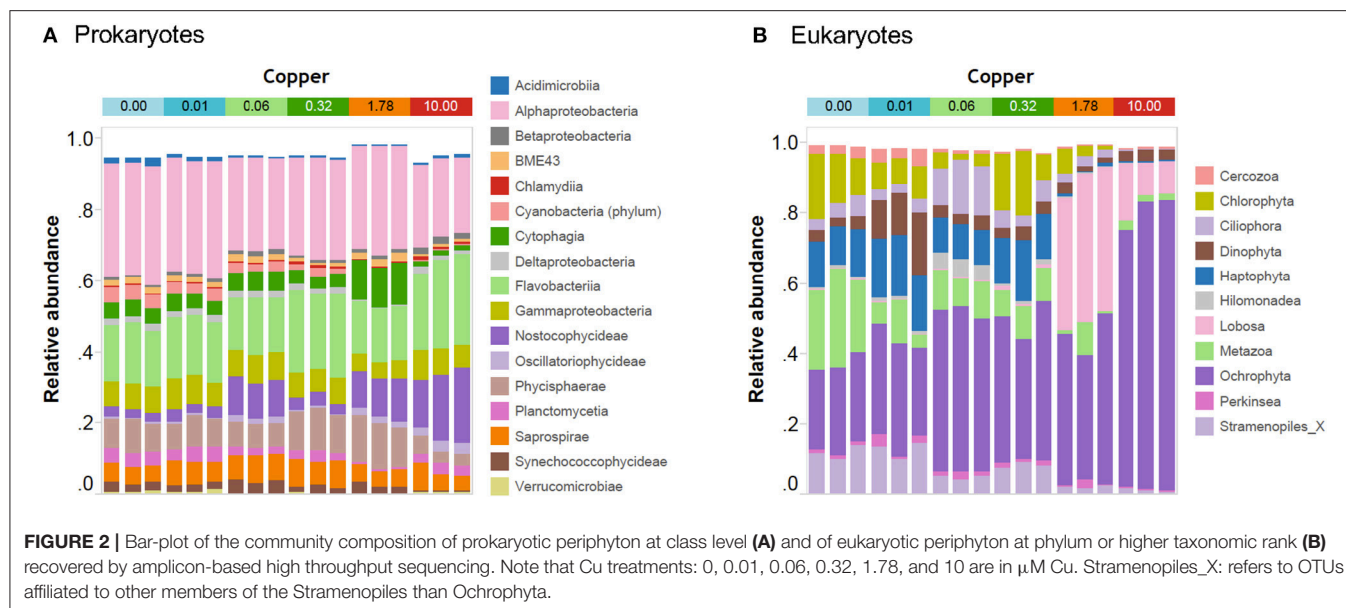 A Prokaryotes
Copper
0.00 0.01 0.06 0.32 1.78 10.00
Relative abundance
1.0
.8
.6
.4
.2
.0
Acidimicrobiia
Alphaproteobacteria
Betaproteobacteria
BME43
Chlamydiia
Cyanobacteria (phylum)
Cytophagia
Deltaproteobacteria
Flavobacteriia
Gammaproteobacteria
Nostocophycideae
Oscillatoriophycideae
Phycisphaerae
Planctomycetia
Saprospirae
Synechococcophycideae
Verrucomicrobiae
B Eukaryotes
Copper
0.00 0.01 0.06 0.32 1.78 10.00
Relative abundance
1.0
.8
.6
.4
.2
.0
Cercozoa
Chlorophyta
Ciliophora
Dinophyta
Haptophyta
Hilomonadea
Lobosa
Metazoa
Ochrophyta
Perkinsea
Stramenopiles_X
FIGURE 2 | Bar-plot of the community composition of prokaryotic periphyton at class level (A) and of eukaryotic periphyton at phylum or higher taxonomic rank (B)
recovered by amplicon-based high throughput sequencing. Note that Cu treatments: 0, 0.01, 0.06, 0.32, 1.78, and 10 are in μM Cu. Stramenopiles_X: refers to OTUs
affiliated to other members of the Stramenopiles than Ochrophyta.